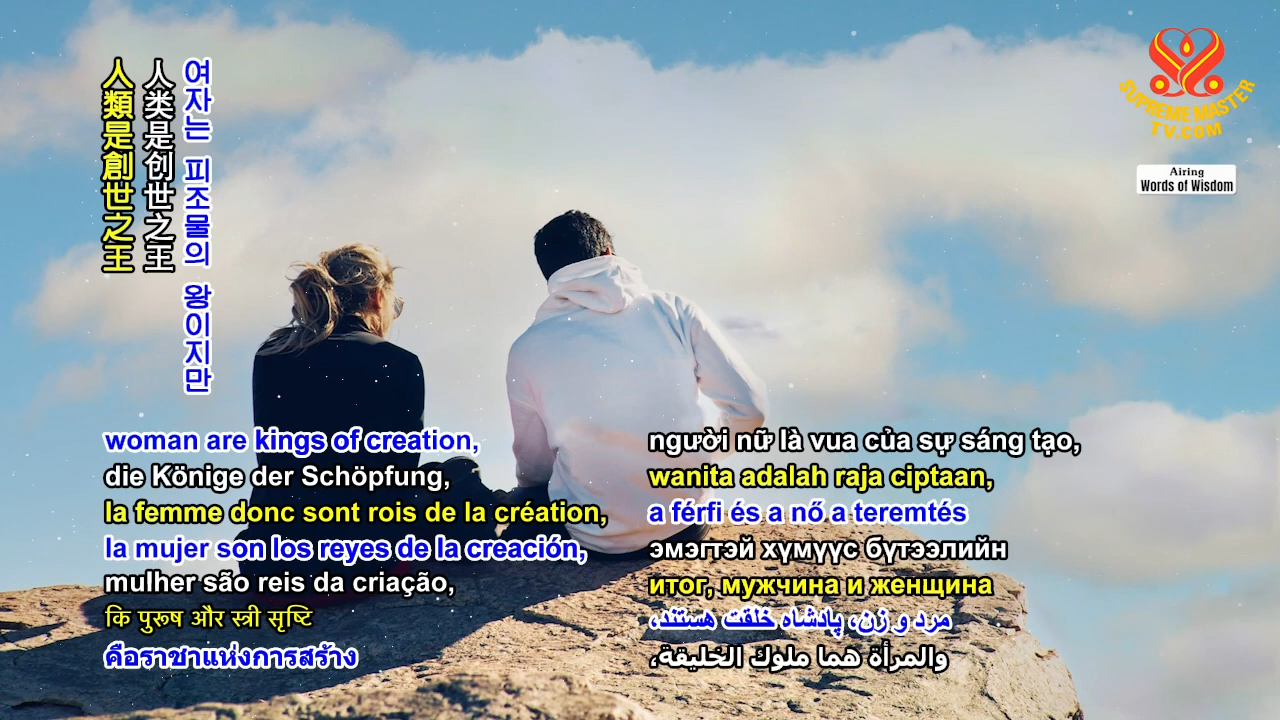 人類是創世之王
人类是创世之王
여자는 피조물의 왕이지만
SUPREME MASTER
TV.COM
Airing
Words of Wisdom
woman are kings of creation,
die Könige der Schöpfung,
la femme donc sont rois de la création,
la mujer son los reyes de la creación,
mulher são reis da criação,
कि पुरूष और स्त्री सृष्टि
คือราชาแห่งการสร้าง
người nữ là vua của sự sáng tạo,
wanita adalah raja ciptaan,
a férfi és a nő a teremtés
эмэгтэй хүмүүс бүтээлийн
итог, мужчина и женщина
مرد و زن، پادشاه خلقت هستند،
والمرأة هما ملوك الخليقة،